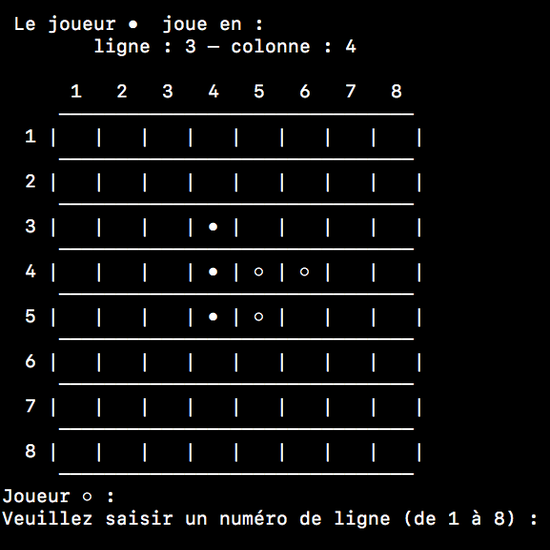 Le joueur ● joue en :
ligne : 3 – colonne : 4
1 2 3 4 5 6 7 8
1 | | | | | | | | |
2 | | | | | | | | |
3 | | | | ● | | | | |
4 | | | | ● | ○ | ○ | | |
5 | | | | ● | ○ | | | |
6 | | | | | | | | |
7 | | | | | | | | |
8 | | | | | | | | |
Joueur ○ :
Veuillez saisir un numéro de ligne (de 1 à 8) :